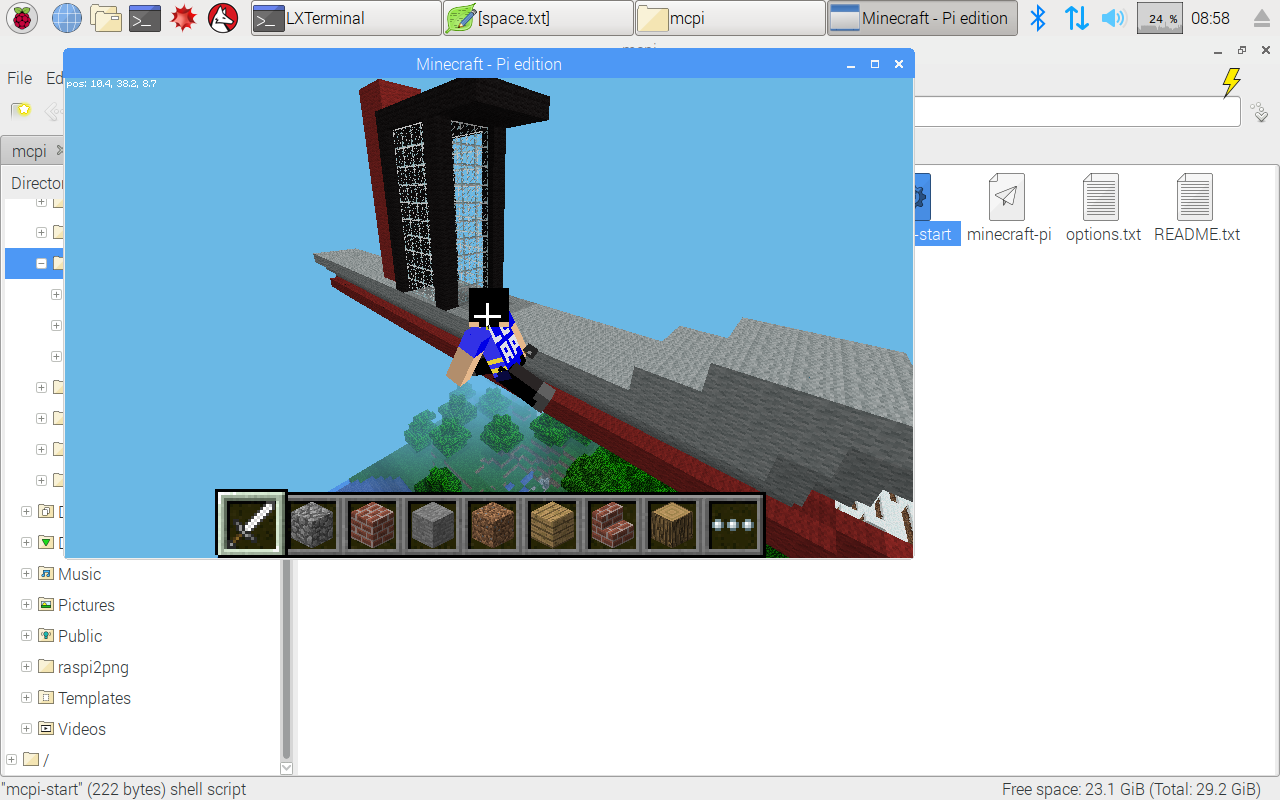 LXTerminal
[space.txt]
mcpi
Minecraft - Pi edition
24 %
08:58
Minecraft - Pi edition
pos: 10.4, 38.2, 8.7
File
Ed
mcpi
Director
-start
minecraft-pi
options.txt
README.txt
Music
Pictures
Public
raspi2png
Templates
Videos
/
"mcpi-start" (222 bytes) shell script
Free space: 23.1 GiB (Total: 29.2 GiB)